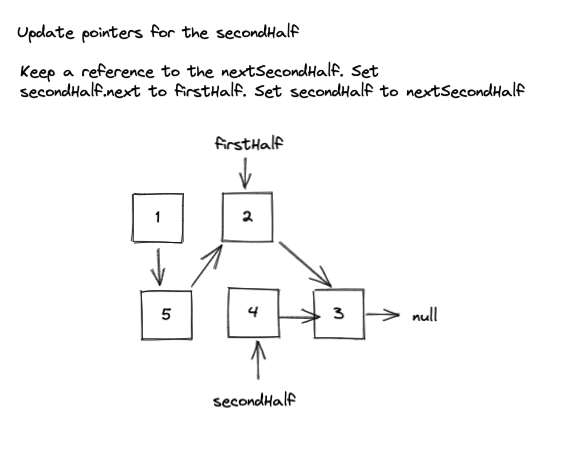 Update pointers for the secondHalf
Keep a reference to the nextSecondHalf. Set
secondHalf.next to firstHalf. Set secondHalf to nextSecondHalf
firstHalf
1
2
5
4
3
null
secondHalf